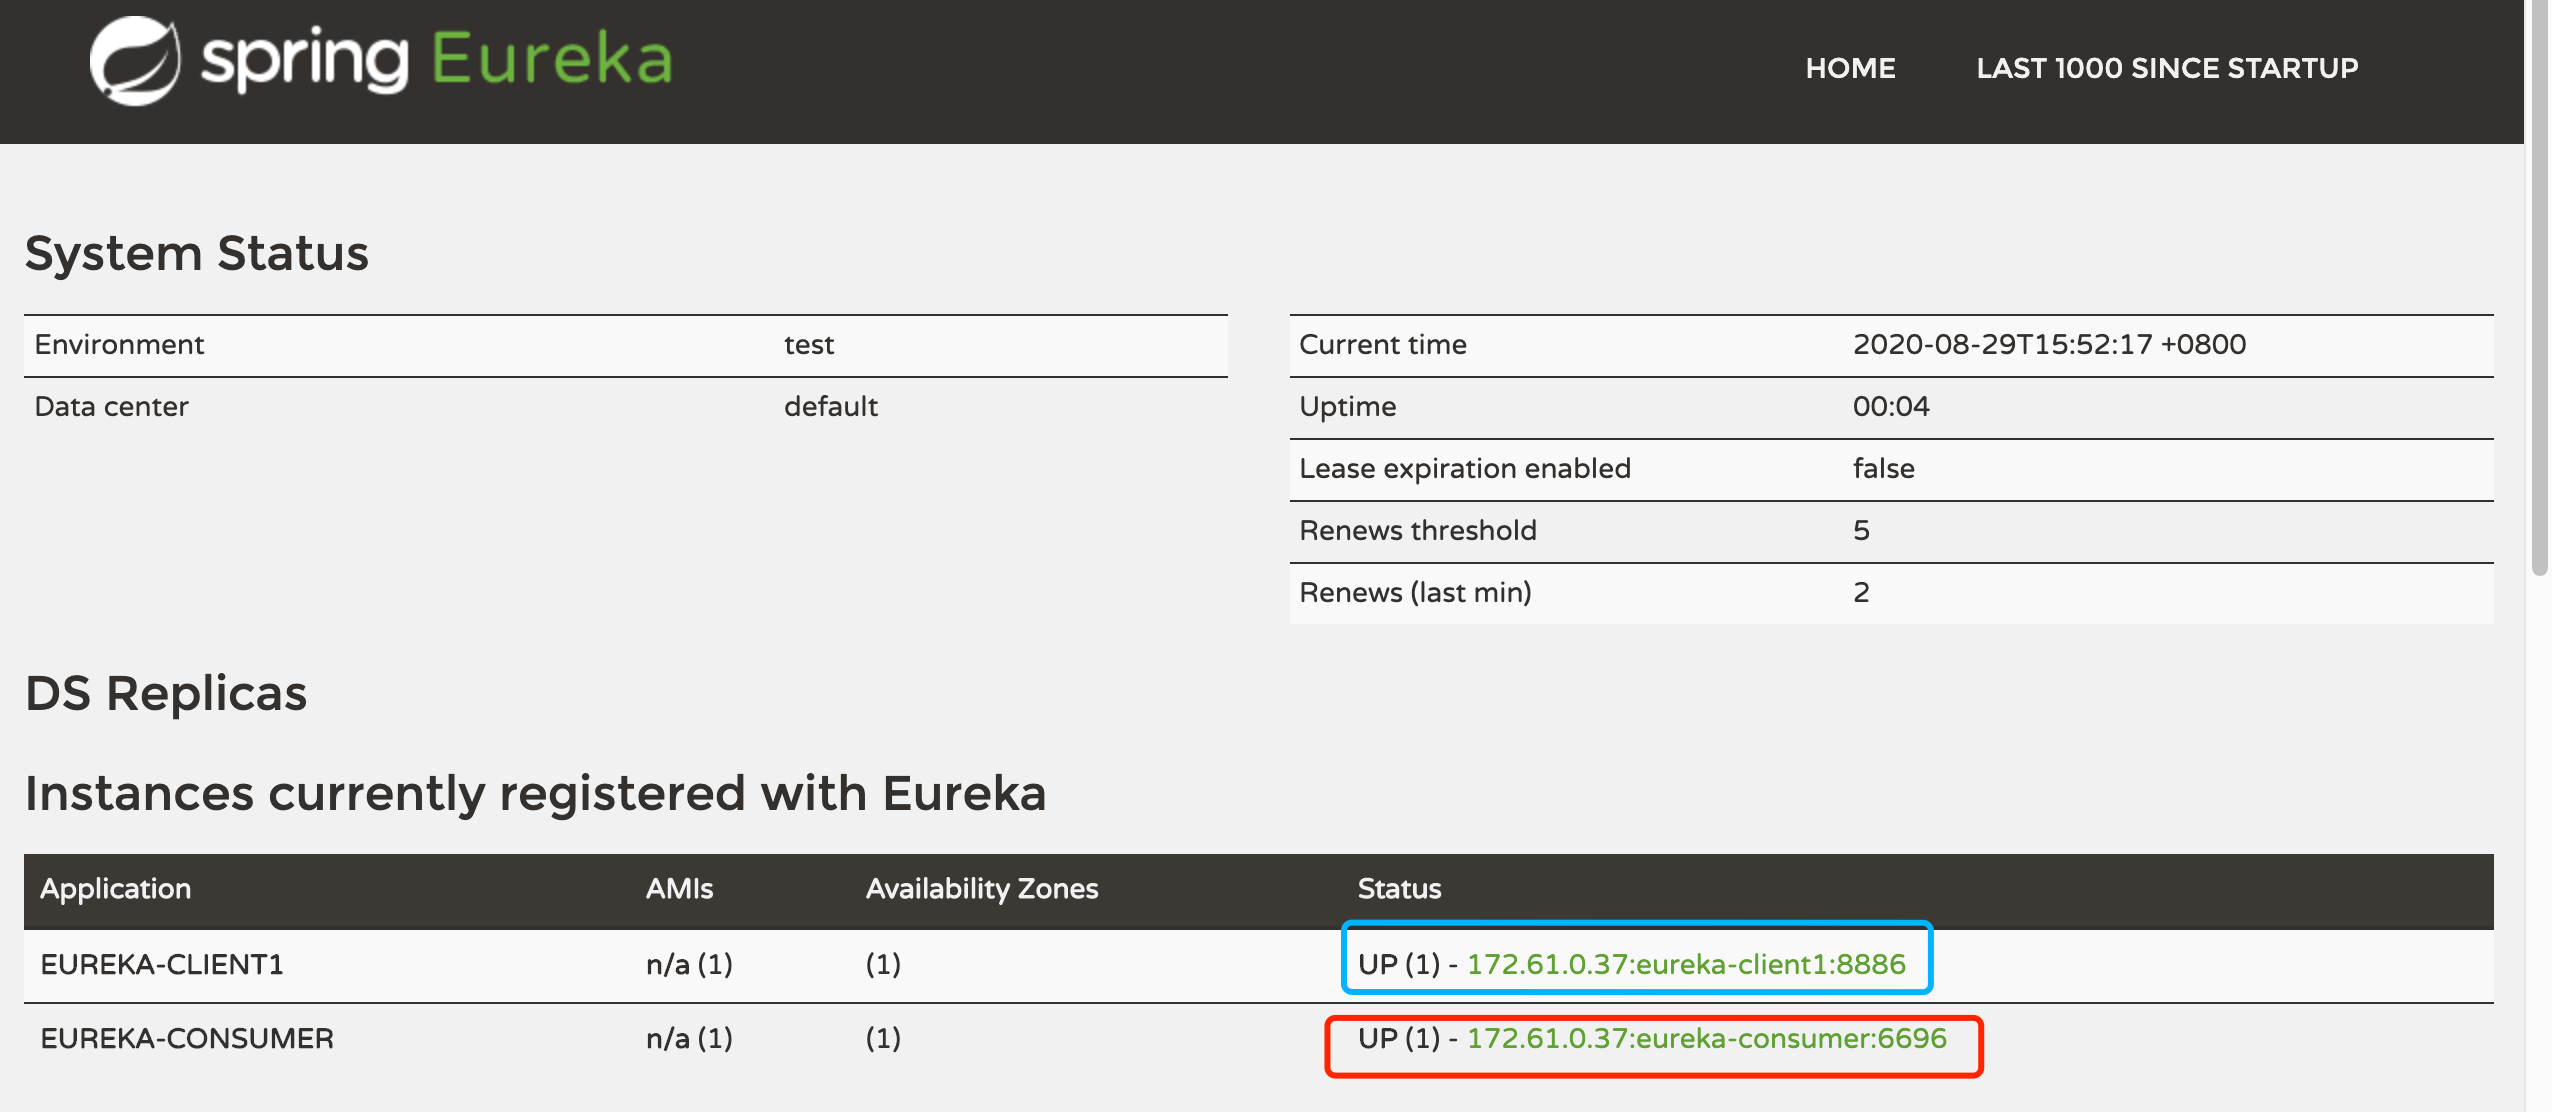 spring Eureka
HOME LAST 1000 SINCE STARTUP
System Status
Environment test
Data center default
Current time 2020-08-29T15:52:17 +0800
Uptime 00:04
Lease expiration enabled false
Renews threshold 5
Renews (last min) 2
DS Replicas
Instances currently registered with Eureka
Application AMIs Availability Zones Status
EUREKA-CLIENT1 n/a (1) (1) UP (1) - 172.61.0.37:eureka-client1:8886
EUREKA-CONSUMER n/a (1) (1) UP (1) - 172.61.0.37:eureka-consumer:6696